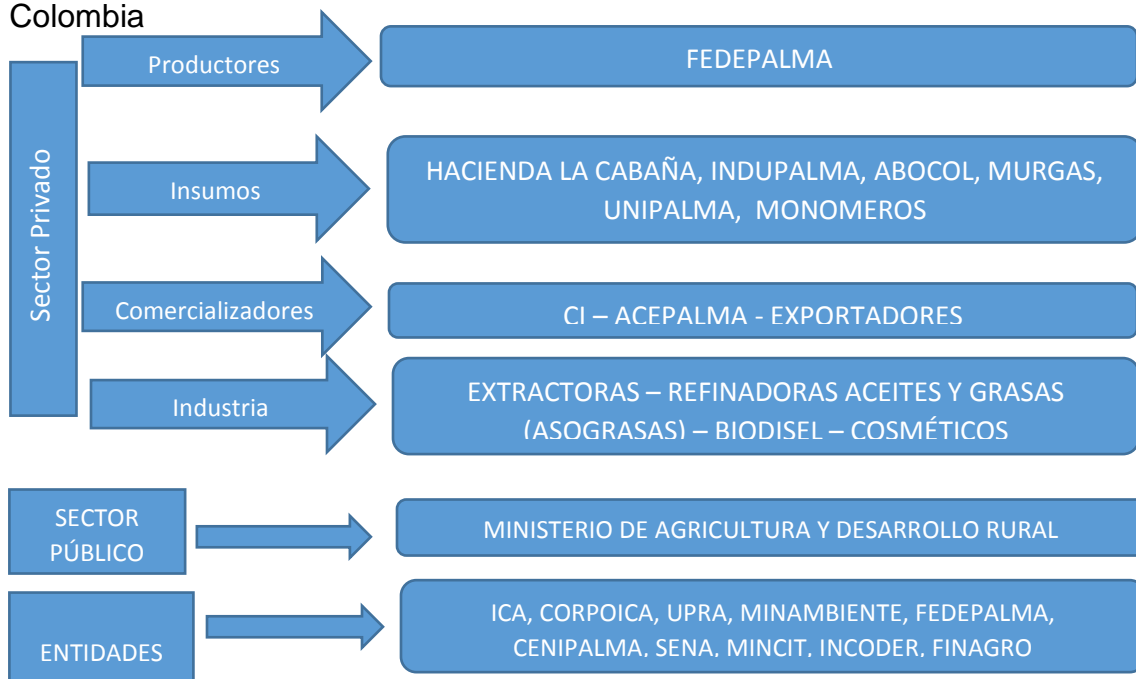 Colombia
Sector Privado
Productores
FEDEPALMA
Insumos
HACIENDA LA CABAÑA, INDUPALMA, ABOCOL, MURGAS,
UNIPALMA, MONOMEROS
Comercializadores
CI – ACEPALMA - EXPORTADORES
Industria
EXTRACTORAS – REFINADORAS ACEITES Y GRASAS
(ASOGRASAS) – BIODISEL – COSMÉTICOS
SECTOR
PÚBLICO
MINISTERIO DE AGRICULTURA Y DESARROLLO RURAL
ENTIDADES
ICA, CORPOICA, UPRA, MINAMBIENTE, FEDEPALMA,
CENIPALMA, SENA, MINCIT, INCODER, FINAGRO